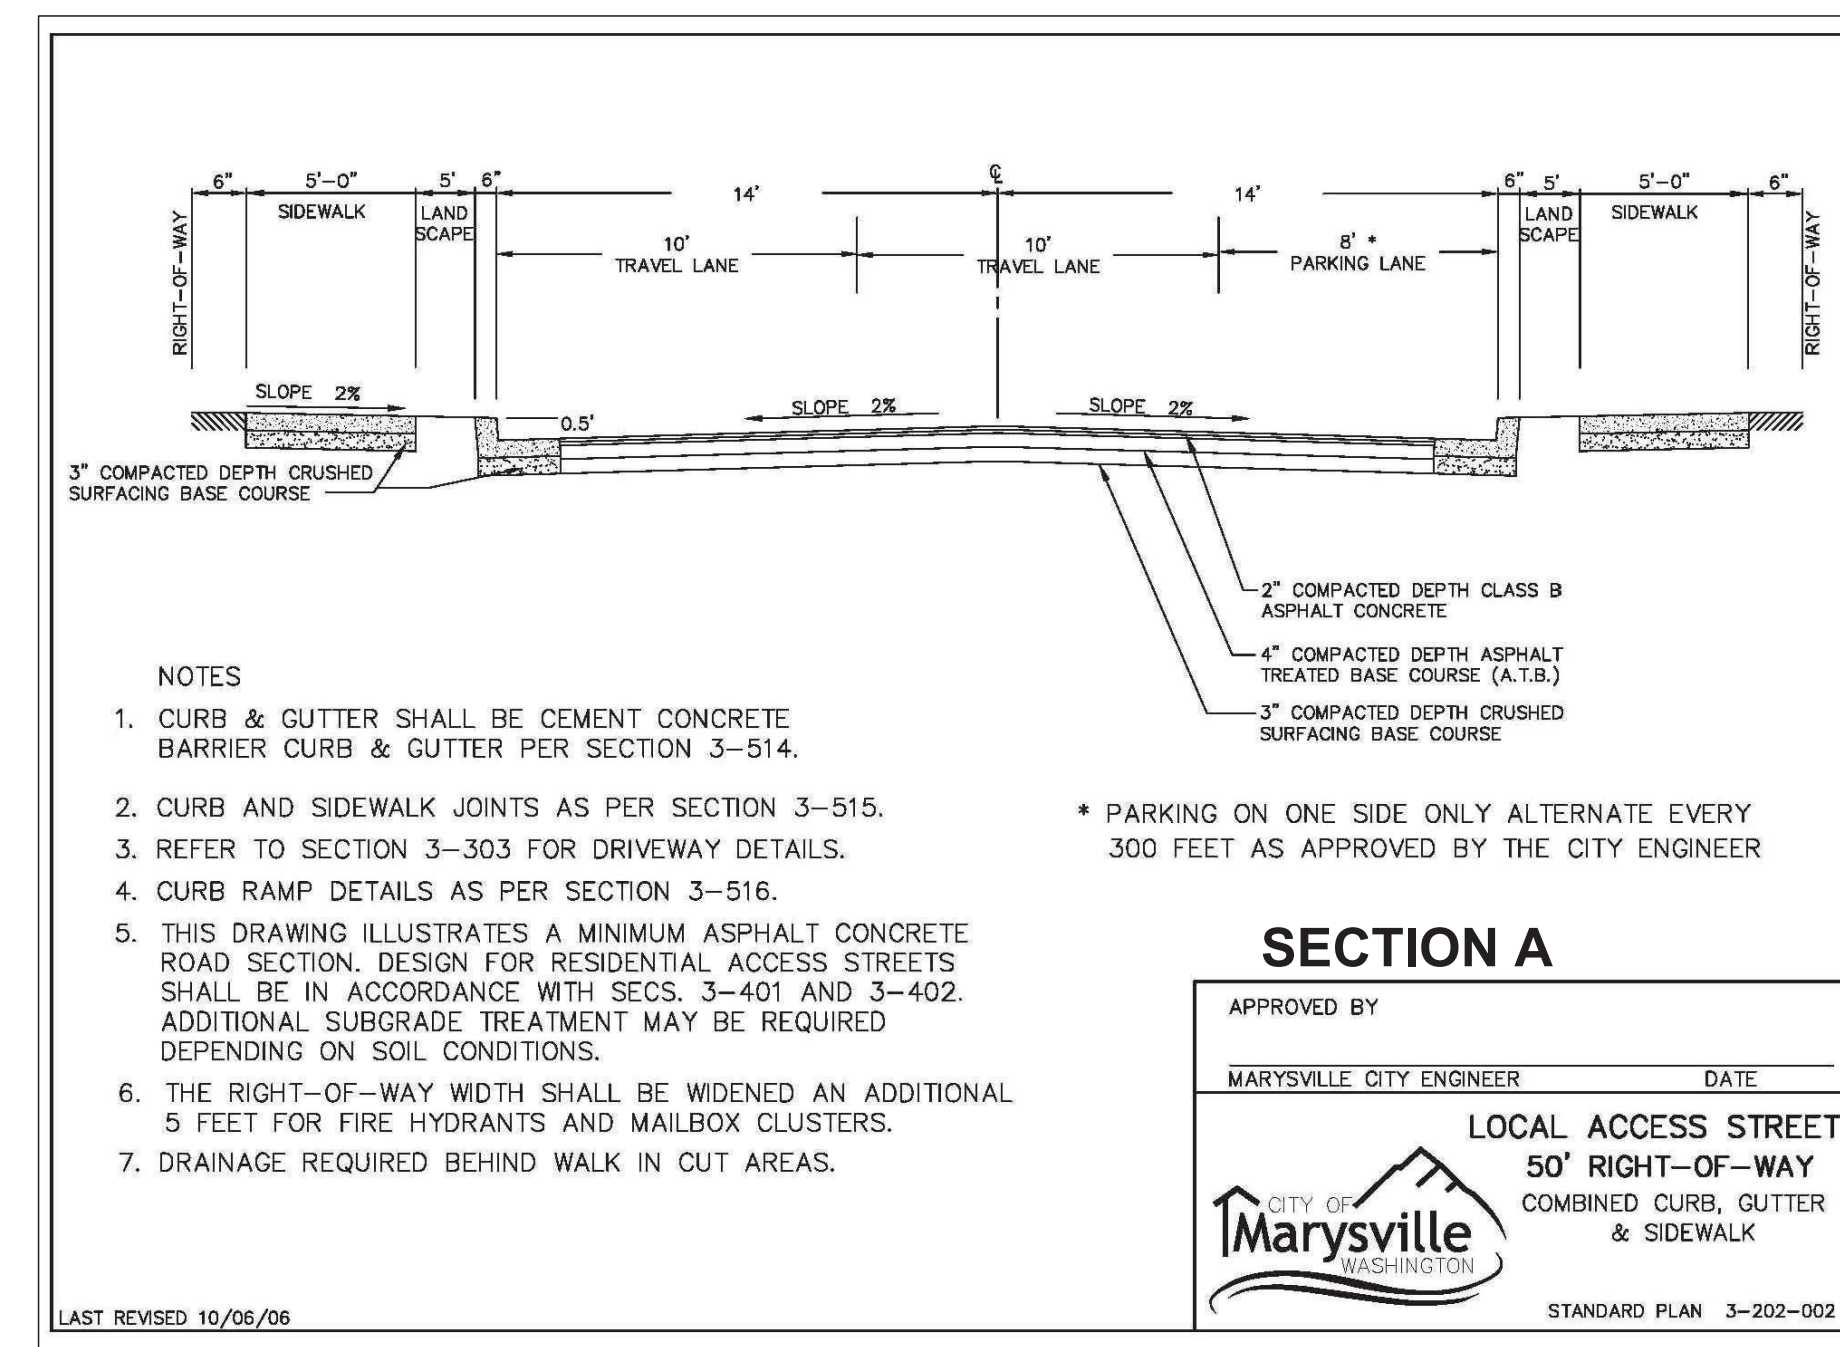 6" 5'-0" 5' 6" 14' ℄ 14' 6" 5' 5'-0" 6"
SIDEWALK LAND SCAPE LAND SCAPE SIDEWALK
RIGHT-OF-WAY
10' TRAVEL LANE
10' TRAVEL LANE
8' * PARKING LANE
RIGHT-OF-WAY
SLOPE 2%
0.5'
SLOPE 2%
SLOPE 2%
3" COMPACTED DEPTH CRUSHED
SURFACING BASE COURSE
2" COMPACTED DEPTH CLASS B
ASPHALT CONCRETE
4" COMPACTED DEPTH ASPHALT
TREATED BASE COURSE (A.T.B.)
3" COMPACTED DEPTH CRUSHED
SURFACING BASE COURSE
NOTES
1. CURB & GUTTER SHALL BE CEMENT CONCRETE
BARRIER CURB & GUTTER PER SECTION 3-514.
2. CURB AND SIDEWALK JOINTS AS PER SECTION 3-515.
3. REFER TO SECTION 3-303 FOR DRIVEWAY DETAILS.
4. CURB RAMP DETAILS AS PER SECTION 3-516.
5. THIS DRAWING ILLUSTRATES A MINIMUM ASPHALT CONCRETE
ROAD SECTION. DESIGN FOR RESIDENTIAL ACCESS STREETS
SHALL BE IN ACCORDANCE WITH SECS. 3-401 AND 3-402.
ADDITIONAL SUBGRADE TREATMENT MAY BE REQUIRED
DEPENDING ON SOIL CONDITIONS.
6. THE RIGHT-OF-WAY WIDTH SHALL BE WIDENED AN ADDITIONAL
5 FEET FOR FIRE HYDRANTS AND MAILBOX CLUSTERS.
7. DRAINAGE REQUIRED BEHIND WALK IN CUT AREAS.
* PARKING ON ONE SIDE ONLY ALTERNATE EVERY
300 FEET AS APPROVED BY THE CITY ENGINEER
SECTION A
APPROVED BY
MARYSVILLE CITY ENGINEER DATE
CITY OF
Marysville
WASHINGTON
LOCAL ACCESS STREET
50' RIGHT-OF-WAY
COMBINED CURB, GUTTER
& SIDEWALK
STANDARD PLAN 3-202-002
LAST REVISED 10/06/06